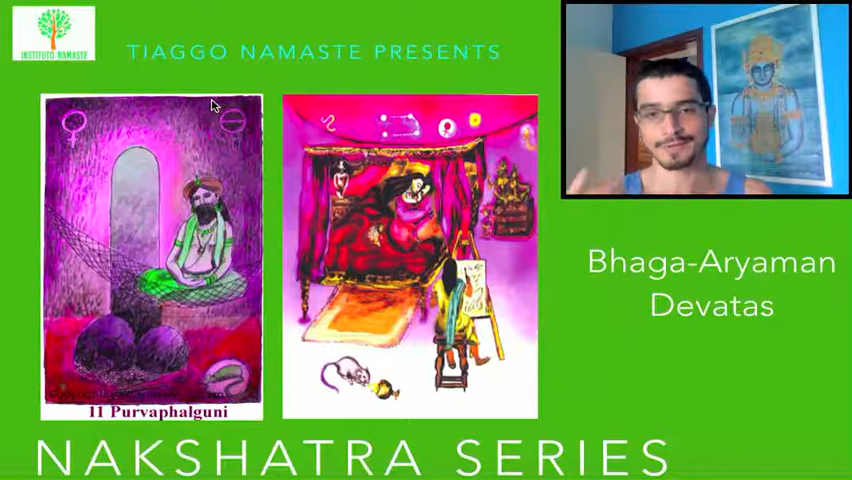 INSTITUTO NAMASTE
TIAGGO NAMASTE PRESENTS
11 Purvaphalguni
Bhaga-Aryaman
Devatas
NAKSHATRA SERIES